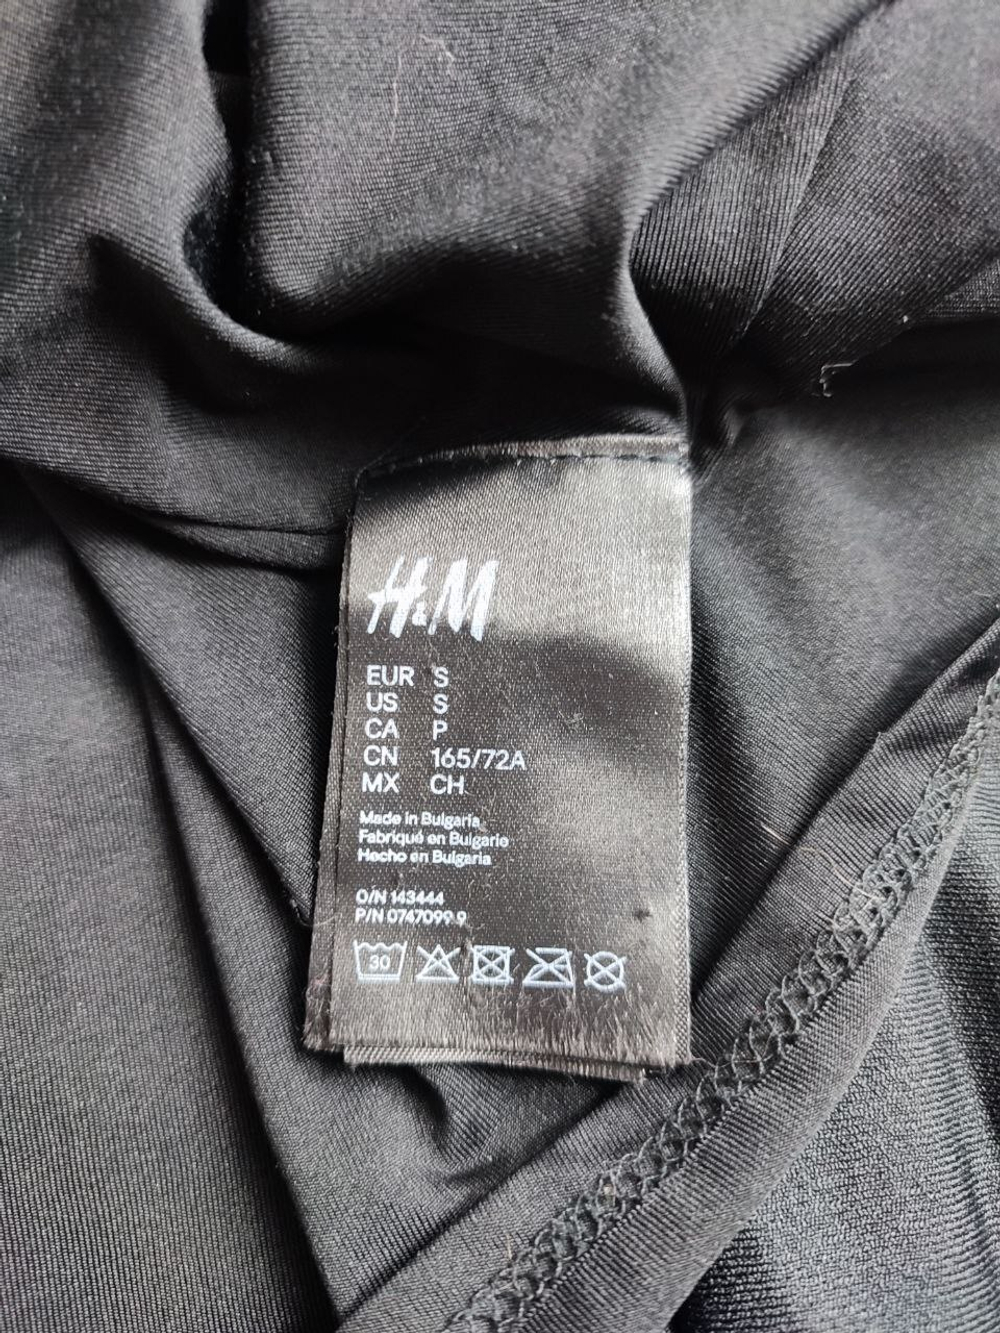 H&M
EUR S
US S
CA P
CN 165/72A
MX CH
Made in Bulgaria
Fabriqué en Bulgarie
Hecho en Bulgaria
O/N 143444
P/N 0747099 9
30